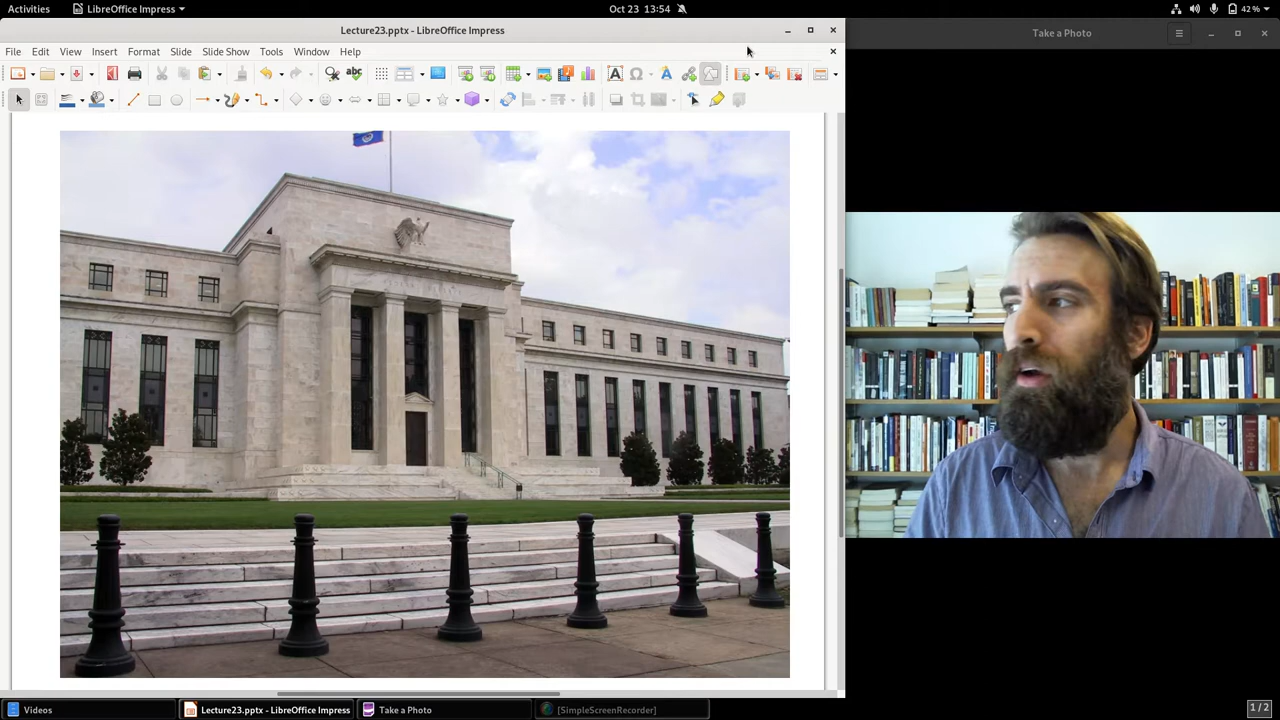 Activities
LibreOffice Impress
Oct 23 13:54
42 %
Lecture23.pptx - LibreOffice Impress
Take a Photo
File Edit View Insert Format Slide Slide Show Tools Window Help
abc
A Ω A
Videos
Lecture23.pptx - LibreOffice Impress
Take a Photo
[SimpleScreenRecorder]
1 / 2